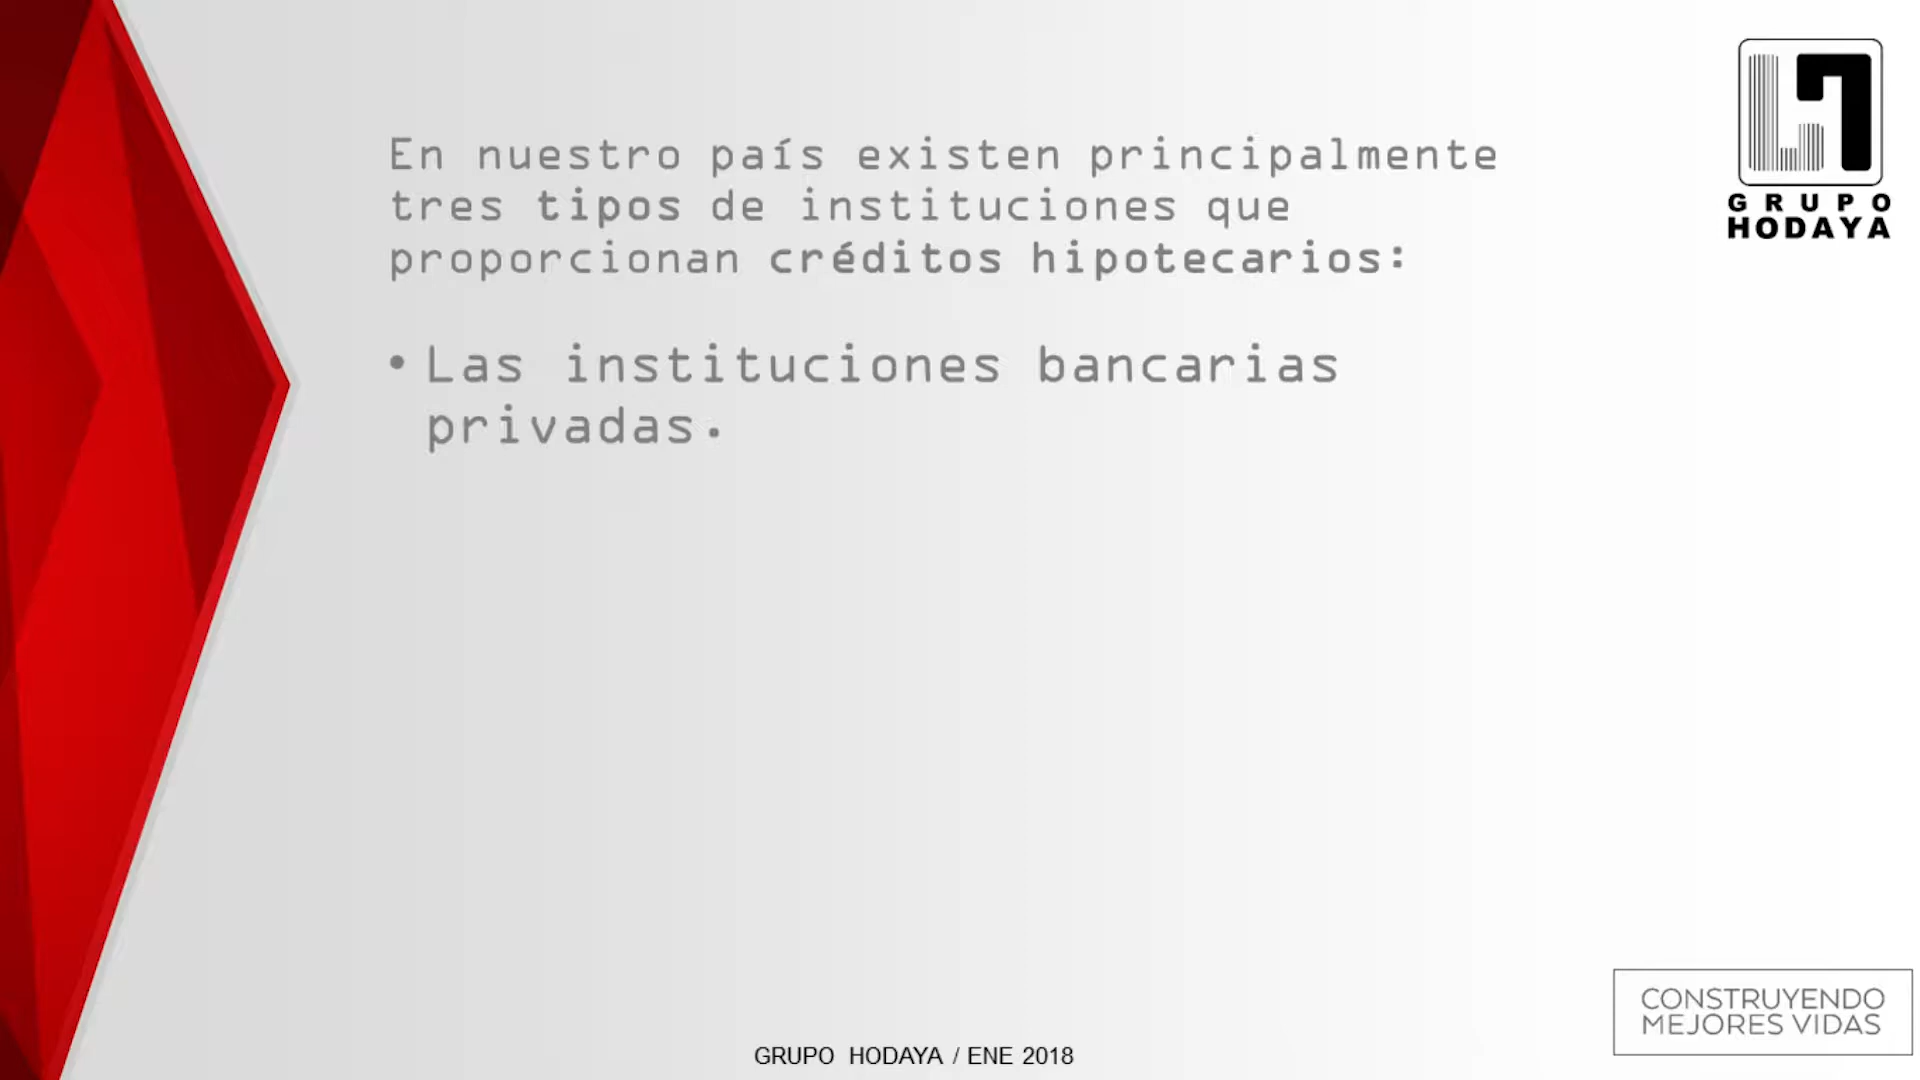 En nuestro país existen principalmente
tres tipos de instituciones que
proporcionan créditos hipotecarios:
• Las instituciones bancarias
privadas.
GRUPO
HODAYA
CONSTRUYENDO
MEJORES VIDAS
GRUPO HODAYA / ENE 2018